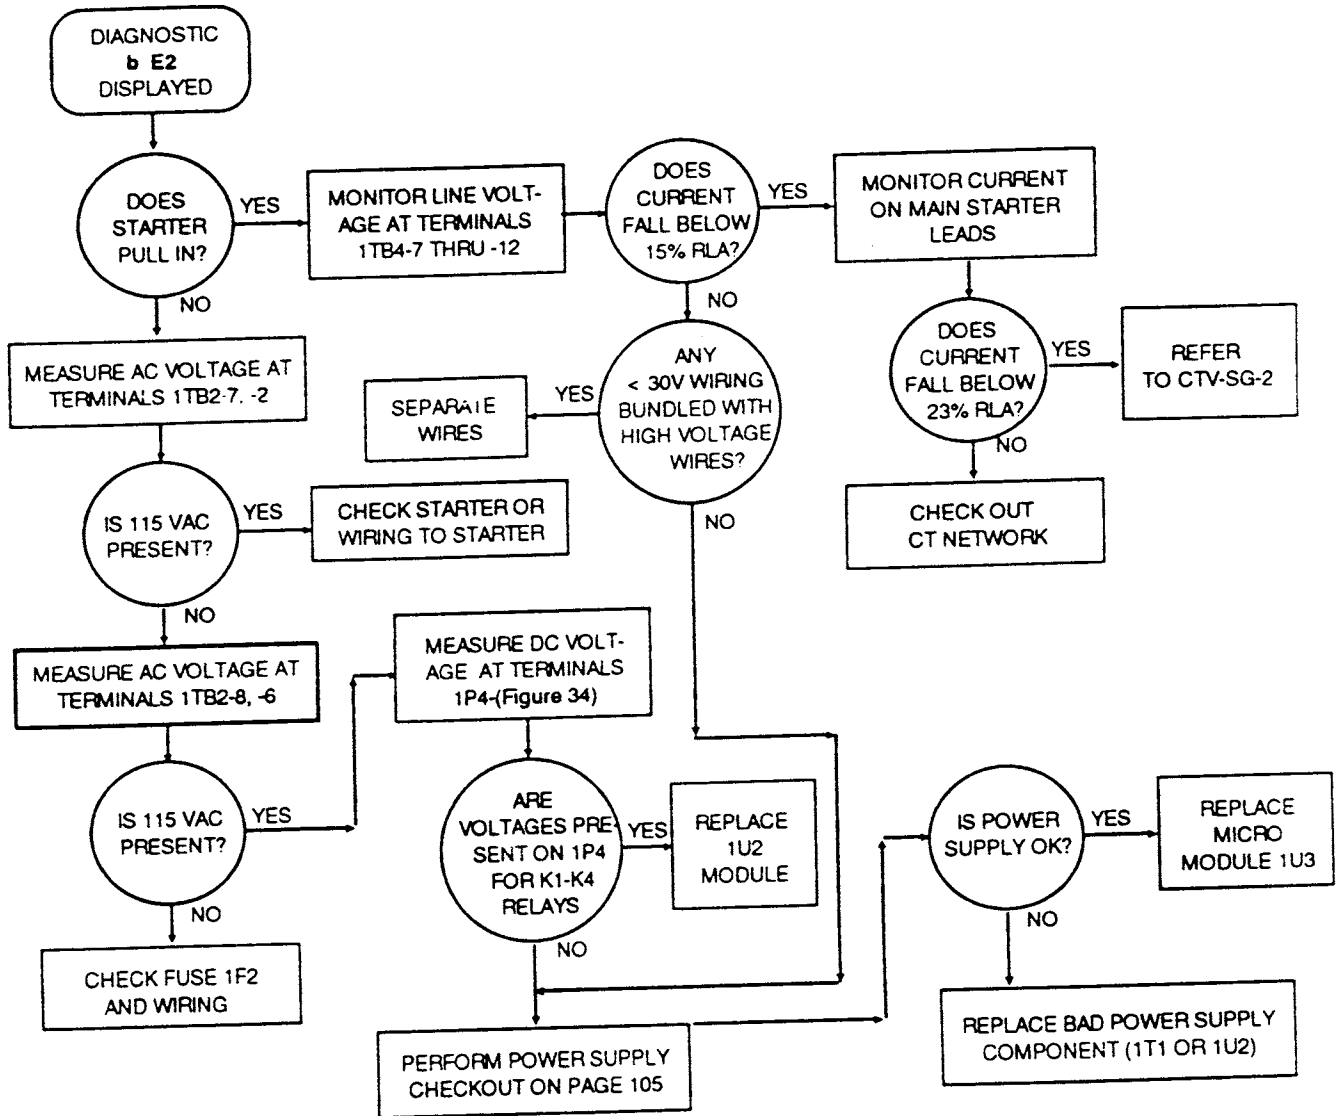 DIAGNOSTIC
b E2
DISPLAYED
DOES
STARTER
PULL IN?
YES
NO
MONITOR LINE VOLT-
AGE AT TERMINALS
1TB4-7 THRU -12
DOES
CURRENT
FALL BELOW
15% RLA?
YES
NO
MONITOR CURRENT
ON MAIN STARTER
LEADS
DOES
CURRENT
FALL BELOW
23% RLA?
YES
NO
REFER
TO CTV-SG-2
CHECK OUT
CT NETWORK
ANY
< 30V WIRING
BUNDLED WITH
HIGH VOLTAGE
WIRES?
YES
NO
SEPARATE
WIRES
MEASURE AC VOLTAGE AT
TERMINALS 1TB2-7, -2
IS 115 VAC
PRESENT?
YES
NO
CHECK STARTER OR
WIRING TO STARTER
MEASURE AC VOLTAGE AT
TERMINALS 1TB2-8, -6
IS 115 VAC
PRESENT?
YES
NO
CHECK FUSE 1F2
AND WIRING
MEASURE DC VOLT-
AGE AT TERMINALS
1P4-(Figure 34)
ARE
VOLTAGES PRE-
SENT ON 1P4
FOR K1-K4
RELAYS
YES
NO
REPLACE
1U2
MODULE
PERFORM POWER SUPPLY
CHECKOUT ON PAGE 105
IS POWER
SUPPLY OK?
YES
NO
REPLACE
MICRO
MODULE 1U3
REPLACE BAD POWER SUPPLY
COMPONENT (1T1 OR 1U2)